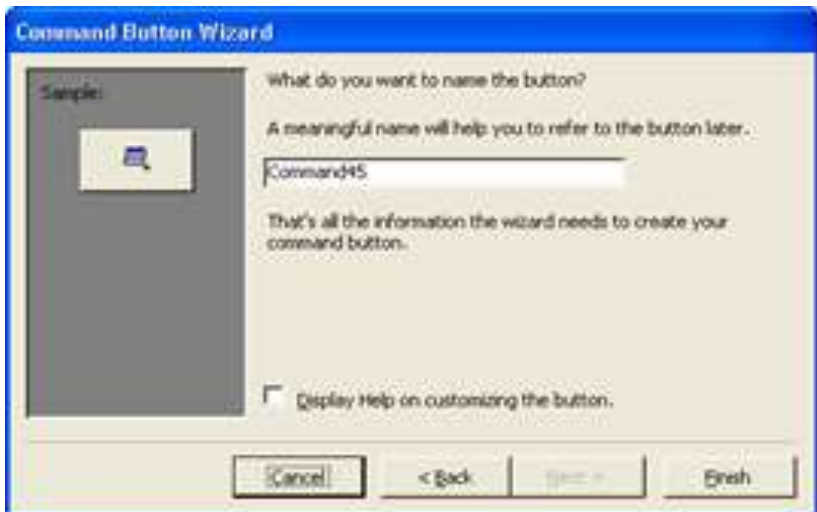 Command Button Wizard
Sample:
What do you want to name the button?
A meaningful name will help you to refer to the button later.
Command45
That's all the information the wizard needs to create your
command button.
Display Help on customizing the button.
Cancel
< Back
Next >
Finish